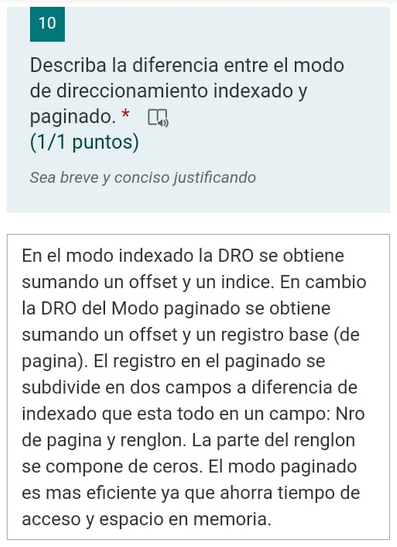 10
Describa la diferencia entre el modo
de direccionamiento indexado y
paginado. *
(1/1 puntos)
Sea breve y conciso justificando
En el modo indexado la DRO se obtiene
sumando un offset y un indice. En cambio
la DRO del Modo paginado se obtiene
sumando un offset y un registro base (de
pagina). El registro en el paginado se
subdivide en dos campos a diferencia de
indexado que esta todo en un campo: Nro
de pagina y renglon. La parte del renglon
se compone de ceros. El modo paginado
es mas eficiente ya que ahorra tiempo de
acceso y espacio en memoria.